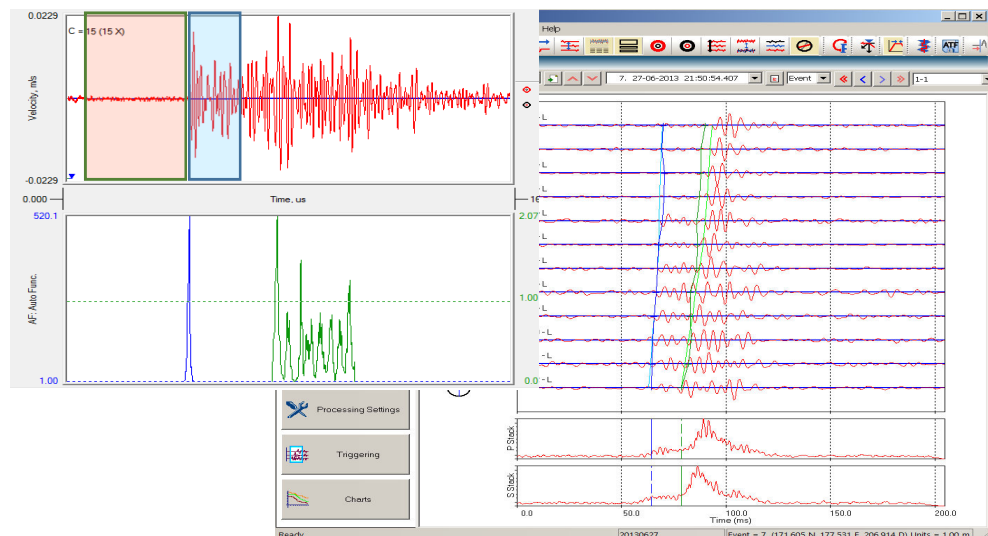 0.0229
C = 15 (15 X)
Velocity, m/s
-0.0229
0.000
Time, us
16
520.1
AF: Auto Func.
1.00
2.07
1.00
0.0
Help
ATF
7, 27-06-2013 21:50:54.407
Event
1-1
- L
- L
- L
- L
- L
- L
- L
- L
- L
- L
- L
- L
Processing Settings
Triggering
Charts
P Stack
S Stack
0.0
50.0
100.0
150.0
200.0
Time (ms)
Ready
20130627
Event = 7, (171.605 N, 177.531 E, 206.914 D) Units = 1.00 m